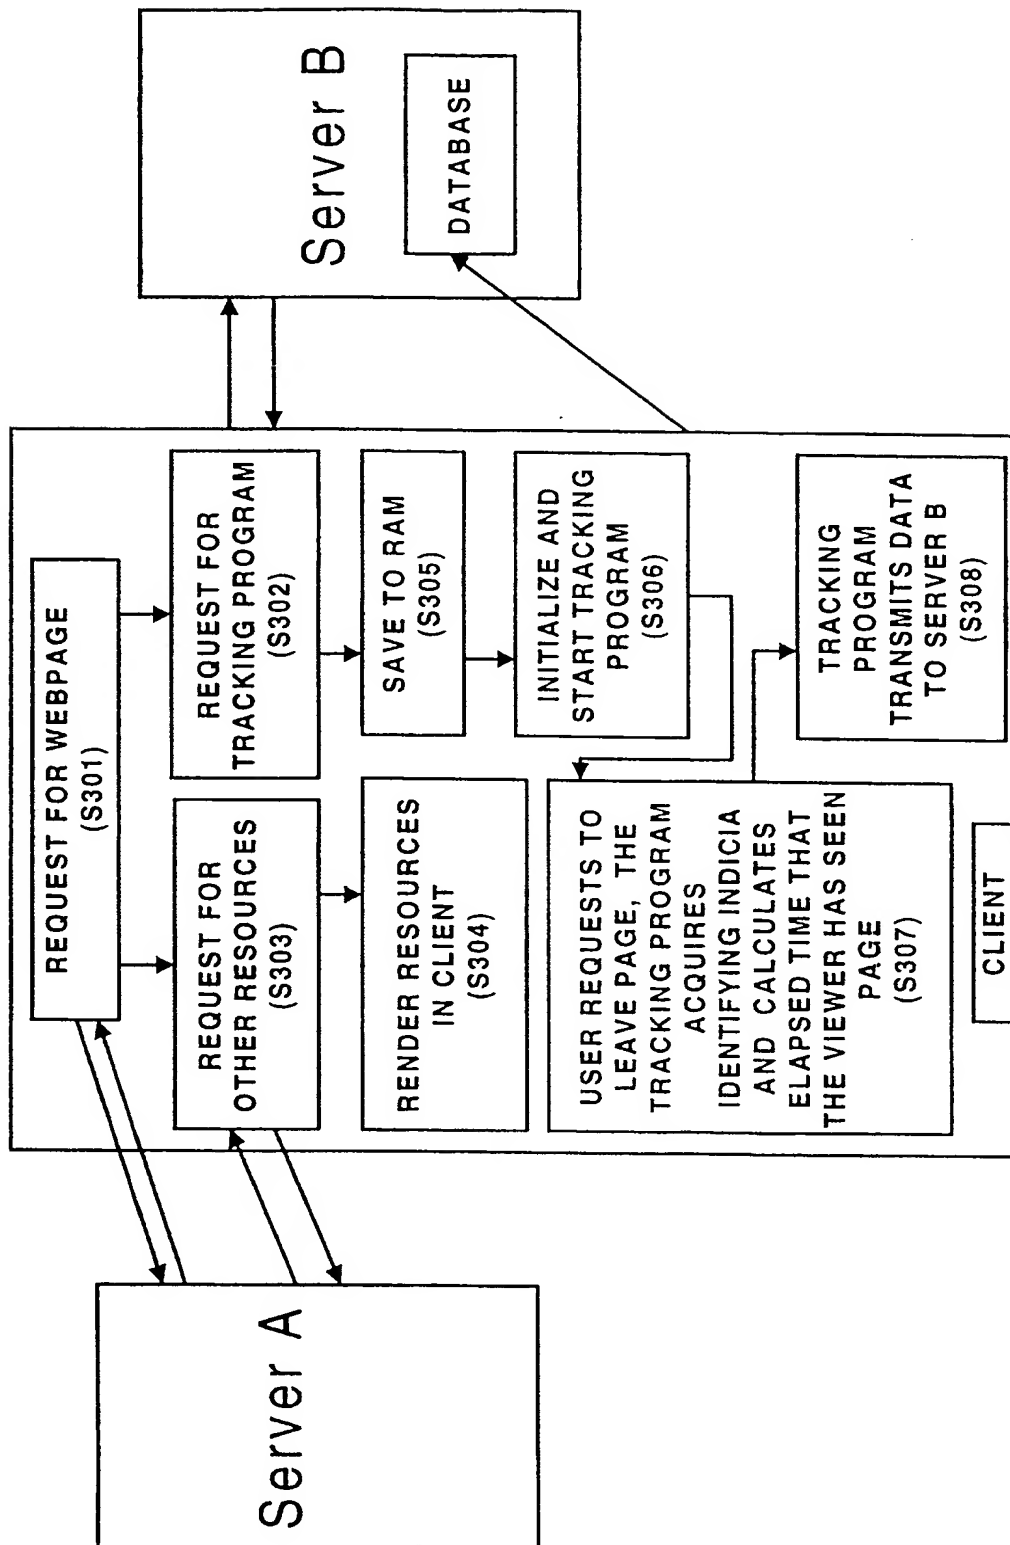 Server A
REQUEST FOR WEBPAGE
(S301)
REQUEST FOR
OTHER RESOURCES
(S303)
REQUEST FOR
TRACKING PROGRAM
(S302)
RENDER RESOURCES
IN CLIENT
(S304)
SAVE TO RAM
(S305)
INITIALIZE AND
START TRACKING
PROGRAM
(S306)
USER REQUESTS TO
LEAVE PAGE, THE
TRACKING PROGRAM
ACQUIRES
IDENTIFYING INDICIA
AND CALCULATES
ELAPSED TIME THAT
THE VIEWER HAS SEEN
PAGE
(S307)
TRACKING
PROGRAM
TRANSMITS DATA
TO SERVER B
(S308)
CLIENT
Server B
DATABASE